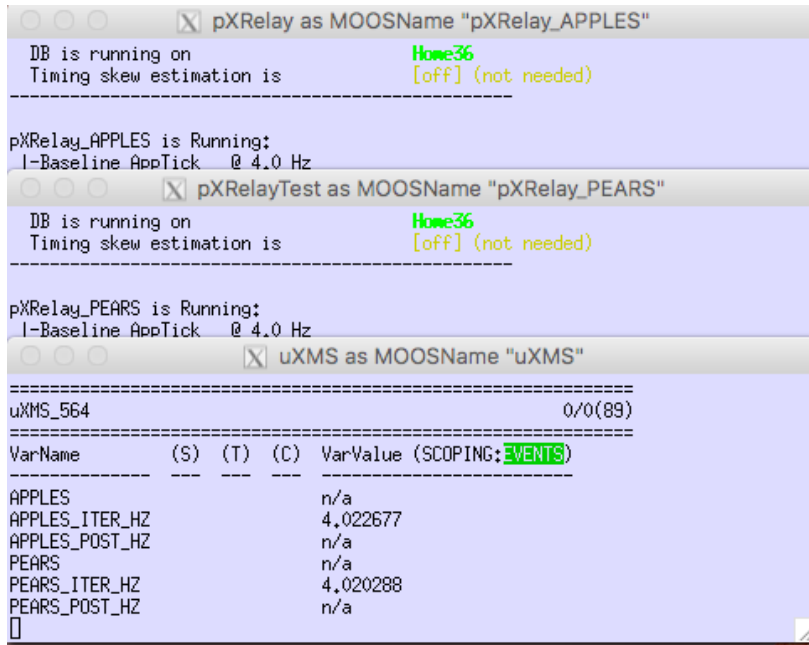 pXRelay as MOOSName "pXRelay_APPLES"
DB is running on Home36
Timing skew estimation is [off] (not needed)
--------------------------------------------------
pXRelay_APPLES is Running:
|-Baseline AppTick @ 4.0 Hz
pXRelayTest as MOOSName "pXRelay_PEARS"
DB is running on Home36
Timing skew estimation is [off] (not needed)
--------------------------------------------------
pXRelay_PEARS is Running:
|-Baseline AppTick @ 4.0 Hz
uXMS as MOOSName "uXMS"
==============================================================
uXMS_564 0/0(89)
==============================================================
VarName (S) (T) (C) VarValue (SCOPING:EVENTS)
-------------- --- --- --- -------------------------
APPLES n/a
APPLES_ITER_HZ 4.022677
APPLES_POST_HZ n/a
PEARS n/a
PEARS_ITER_HZ 4.020288
PEARS_POST_HZ n/a